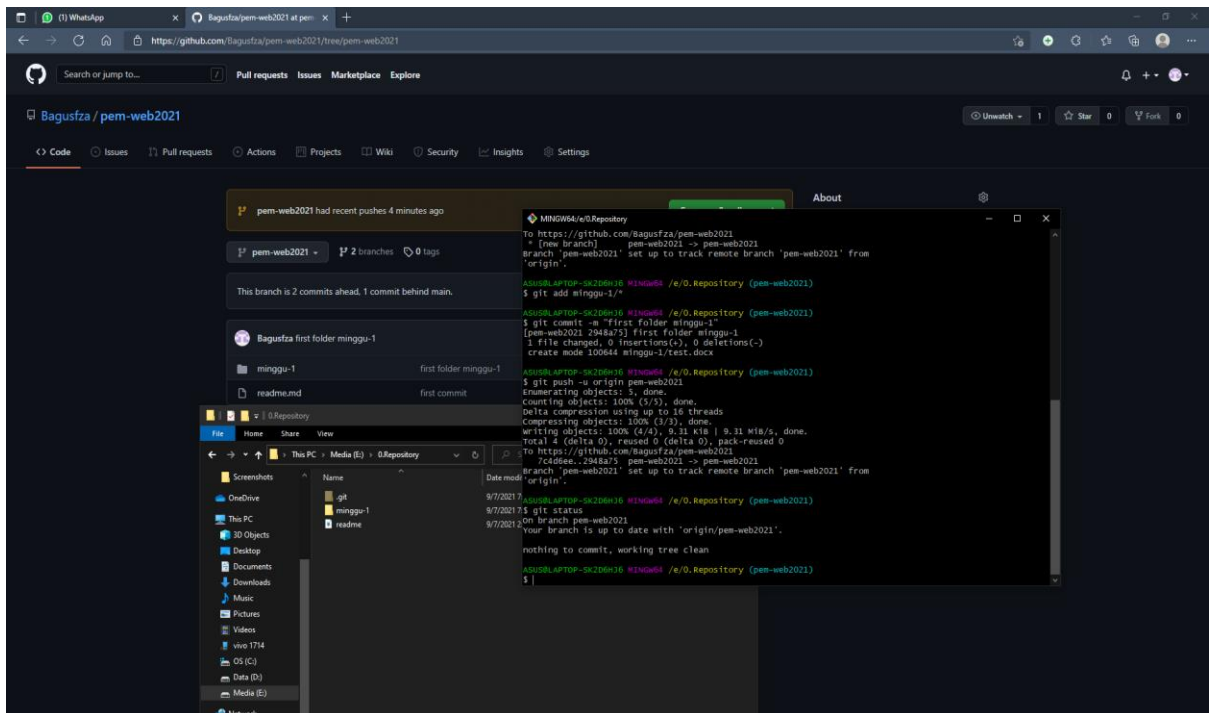 (1) WhatsApp
Bagusfza/pem-web2021 at pem-
https://github.com/Bagusfza/pem-web2021/tree/pem-web2021
Search or jump to...
Pull requests Issues Marketplace Explore
Bagusfza / pem-web2021
Unwatch 1 Star 0 Fork 0
Code Issues Pull requests Actions Projects Wiki Security Insights Settings
pem-web2021 had recent pushes 4 minutes ago
About
pem-web2021 2 branches 0 tags
This branch is 2 commits ahead, 1 commit behind main.
Bagusfza first folder minggu-1
minggu-1 first folder minggu-1
readme.md first commit
MINGW64:/e/0.Repository
To https://github.com/Bagusfza/pem-web2021
* [new branch] pem-web2021 -> pem-web2021
Branch 'pem-web2021' set up to track remote branch 'pem-web2021' from
'origin'.
ASUS@LAPTOP-SK2D6HJ6 MINGW64 /e/0.Repository (pem-web2021)
$ git add minggu-1/*
ASUS@LAPTOP-SK2D6HJ6 MINGW64 /e/0.Repository (pem-web2021)
$ git commit -m "first folder minggu-1"
[pem-web2021 2948a75] first folder minggu-1
1 file changed, 0 insertions(+), 0 deletions(-)
create mode 100644 minggu-1/test.docx
ASUS@LAPTOP-SK2D6HJ6 MINGW64 /e/0.Repository (pem-web2021)
$ git push -u origin pem-web2021
Enumerating objects: 5, done.
Counting objects: 100% (5/5), done.
Delta compression using up to 16 threads
Compressing objects: 100% (3/3), done.
Writing objects: 100% (4/4), 9.31 KiB | 9.31 MiB/s, done.
Total 4 (delta 0), reused 0 (delta 0), pack-reused 0
To https://github.com/Bagusfza/pem-web2021
7c4d6ee..2948a75 pem-web2021 -> pem-web2021
Branch 'pem-web2021' set up to track remote branch 'pem-web2021' from
'origin'.
ASUS@LAPTOP-SK2D6HJ6 MINGW64 /e/0.Repository (pem-web2021)
$ git status
On branch pem-web2021
Your branch is up to date with 'origin/pem-web2021'.
nothing to commit, working tree clean
ASUS@LAPTOP-SK2D6HJ6 MINGW64 /e/0.Repository (pem-web2021)
$
0.Repository
File Home Share View
This PC > Media (E:) > 0.Repository
Screenshots
OneDrive
This PC
3D Objects
Desktop
Documents
Downloads
Music
Pictures
Videos
vivo 1714
OS (C:)
Data (D:)
Media (E:)
Name Date
.git 9/7/2021
minggu-1 9/7/2021
readme 9/7/2021